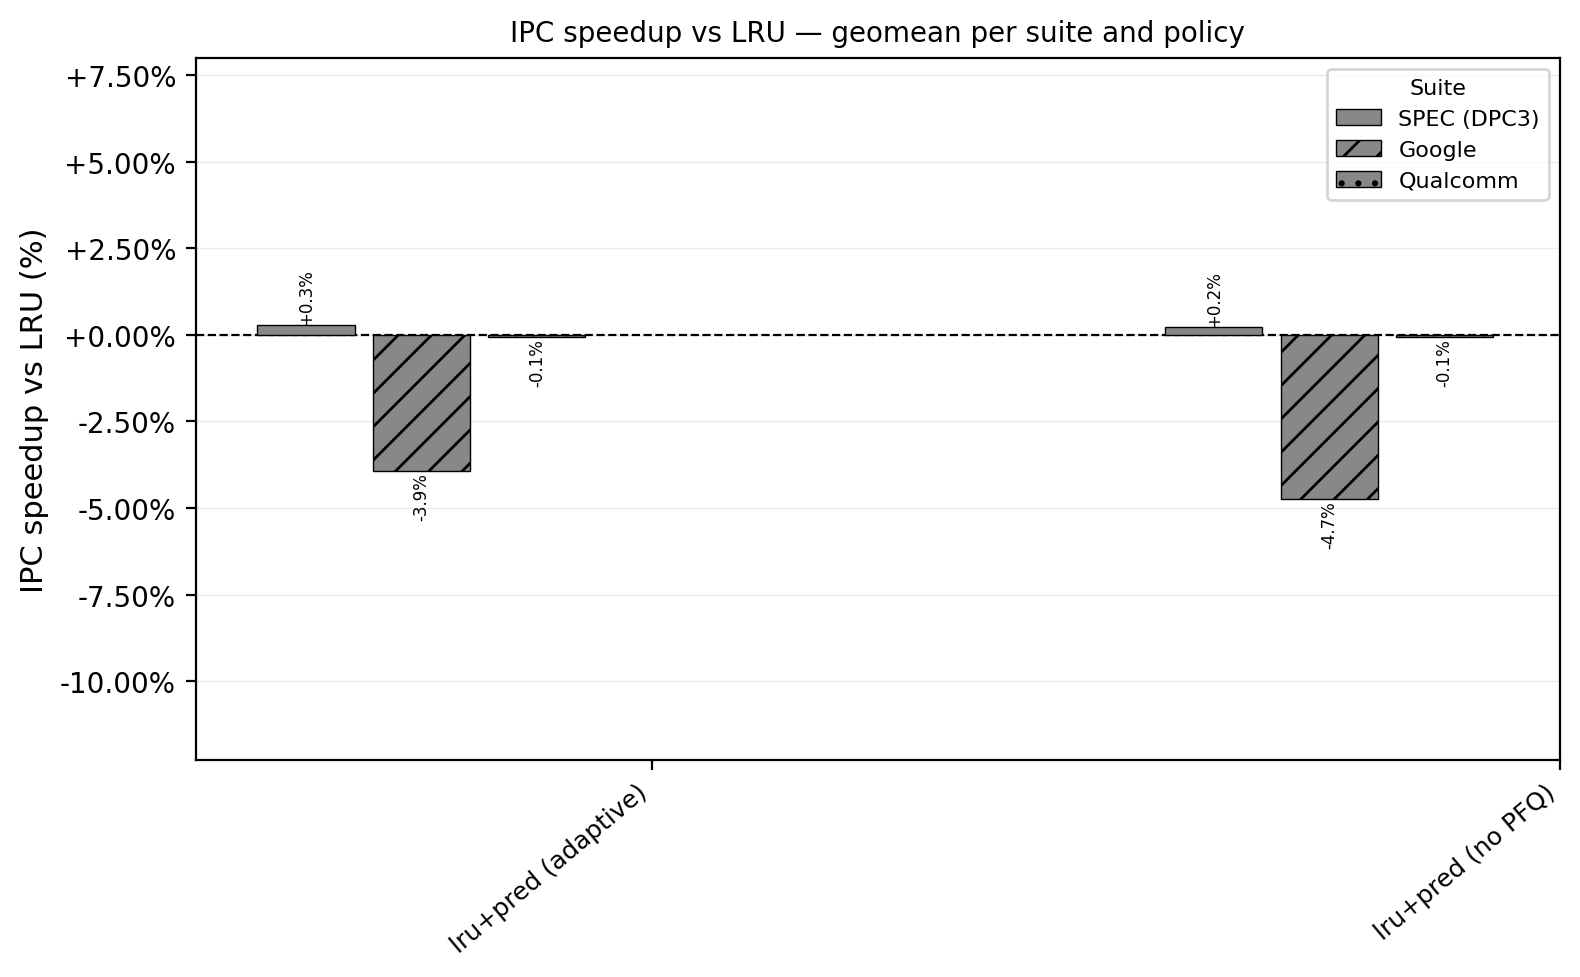 IPC speedup vs LRU — geomean per suite and policy
IPC speedup vs LRU (%)
+7.50%
+5.00%
+2.50%
+0.00%
-2.50%
-5.00%
-7.50%
-10.00%
Suite
SPEC (DPC3)
Google
Qualcomm
+0.3%
-3.9%
-0.1%
+0.2%
-4.7%
-0.1%
lru+pred (adaptive)
lru+pred (no PFQ)